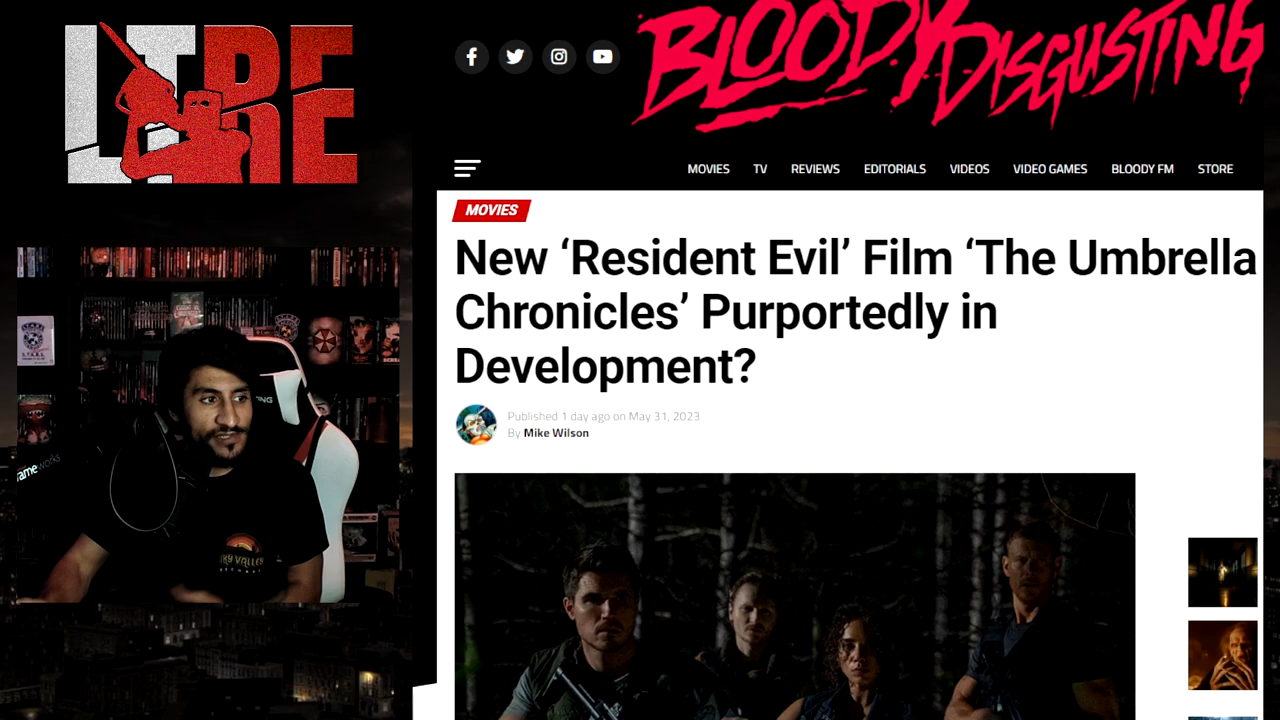 LTRE
BLOODY DISGUSTING
MOVIES TV REVIEWS EDITORIALS VIDEOS VIDEO GAMES BLOODY FM STORE
MOVIES
New ‘Resident Evil’ Film ‘The Umbrella
Chronicles’ Purportedly in
Development?
Published 1 day ago on May 31, 2023
By Mike Wilson
S.T.A.R.S.